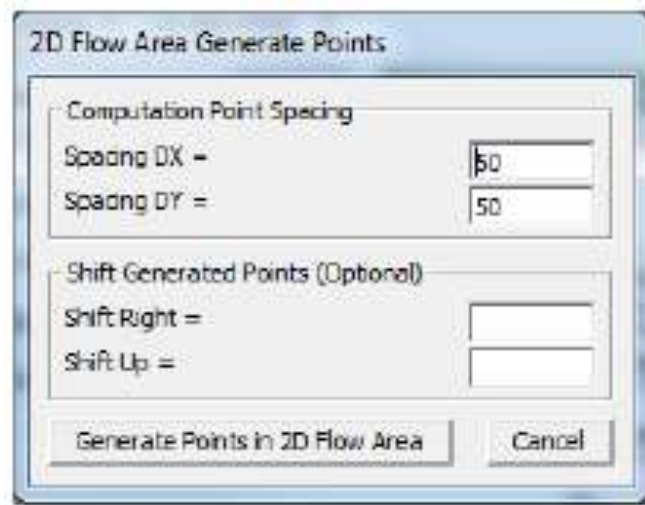 2D Flow Area Generate Points
Computation Point Spacing
Spacing DX = 50
Spacing DY = 50
Shift Generated Points (Optional)
Shift Right =
Shift Up =
Generate Points in 2D Flow Area Cancel